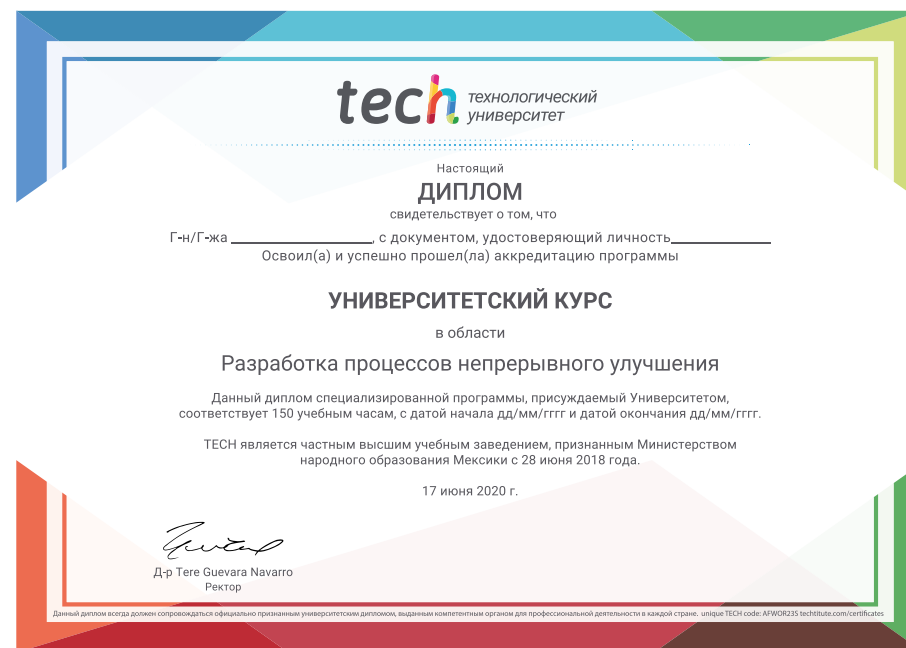 tech технологический
университет
Настоящий
ДИПЛОМ
свидетельствует о том, что
Г-н/Г-жа ____________________, с документом, удостоверяющий личность______________
Освоил(а) и успешно прошел(ла) аккредитацию программы
УНИВЕРСИТЕТСКИЙ КУРС
в области
Разработка процессов непрерывного улучшения
Данный диплом специализированной программы, присуждаемый Университетом,
соответствует 150 учебным часам, с датой начала дд/мм/гггг и датой окончания дд/мм/гггг.
TECH является частным высшим учебным заведением, признанным Министерством
народного образования Мексики с 28 июня 2018 года.
17 июня 2020 г.
Д-р Tere Guevara Navarro
Ректор
Данный диплом всегда должен сопровождаться официально признанным университетским дипломом, выданным компетентным органом для профессиональной деятельности в каждой стране. unique TECH code: AFWOR23S techtitute.com/certificates